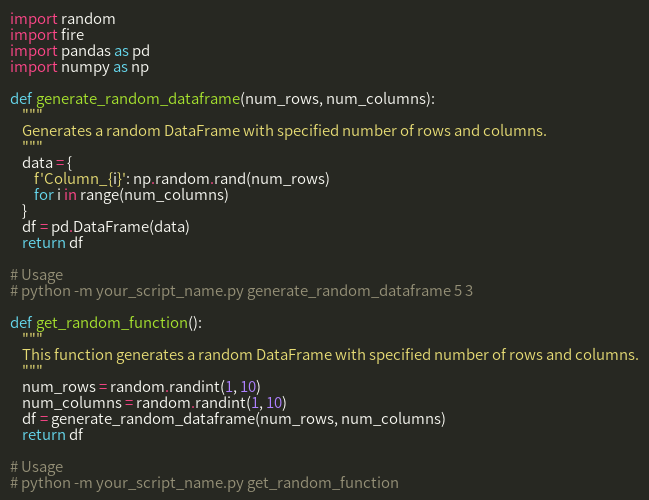 import random
import fire
import pandas as pd
import numpy as np

def generate_random_dataframe(num_rows, num_columns):
    """
    Generates a random DataFrame with specified number of rows and columns.
    """
    data = {
        f'Column_{i}': np.random.rand(num_rows)
        for i in range(num_columns)
    }
    df = pd.DataFrame(data)
    return df

# Usage
# python -m your_script_name.py generate_random_dataframe 5 3

def get_random_function():
    """
    This function generates a random DataFrame with specified number of rows and columns.
    """
    num_rows = random.randint(1, 10)
    num_columns = random.randint(1, 10)
    df = generate_random_dataframe(num_rows, num_columns)
    return df

# Usage
# python -m your_script_name.py get_random_function